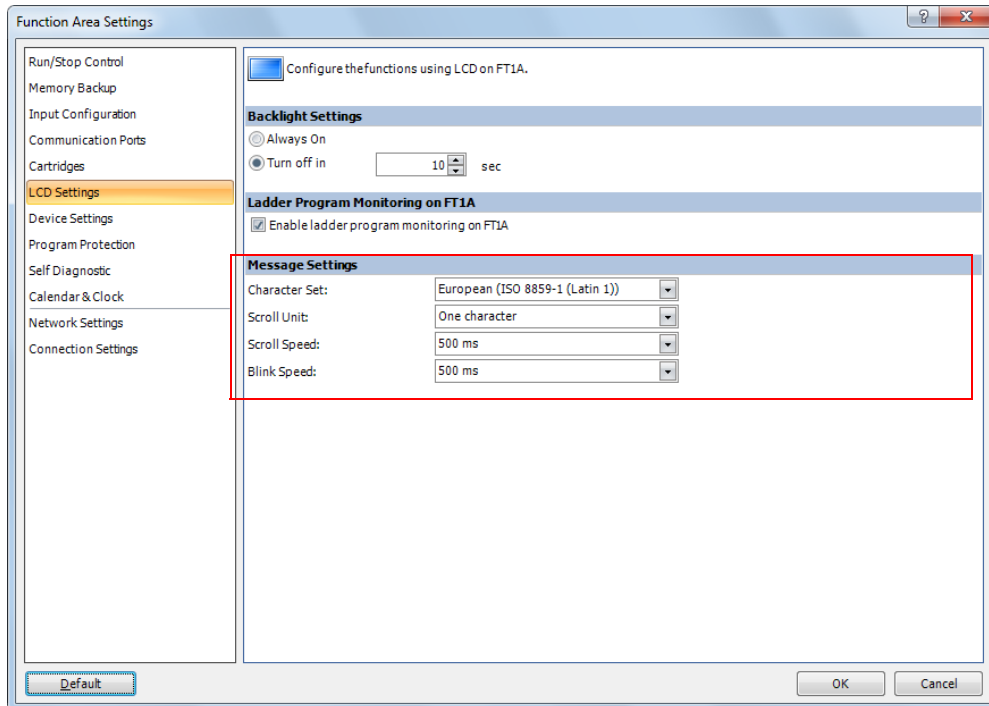 Function Area Settings
Run/Stop Control
Memory Backup
Input Configuration
Communication Ports
Cartridges
LCD Settings
Device Settings
Program Protection
Self Diagnostic
Calendar & Clock
Network Settings
Connection Settings
Configure the functions using LCD on FT1A.
Backlight Settings
Always On
Turn off in 10 sec
Ladder Program Monitoring on FT1A
Enable ladder program monitoring on FT1A
Message Settings
Character Set: European (ISO 8859-1 (Latin 1))
Scroll Unit: One character
Scroll Speed: 500 ms
Blink Speed: 500 ms
Default OK Cancel